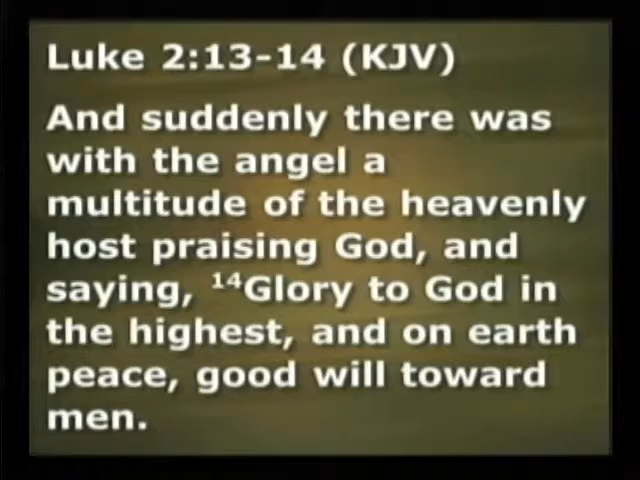 Luke 2:13-14 (KJV)
And suddenly there was
with the angel a
multitude of the heavenly
host praising God, and
saying, ¹⁴Glory to God in
the highest, and on earth
peace, good will toward
men.